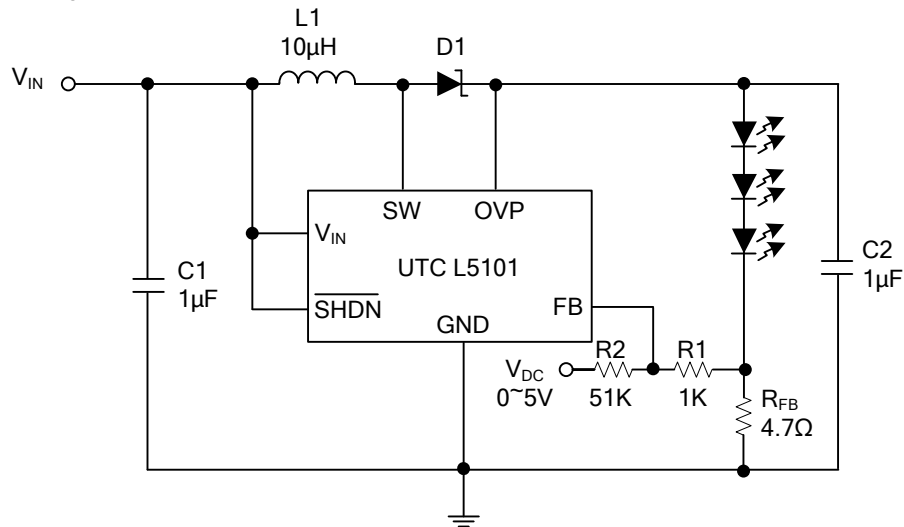 L1
10µH
D1
V_IN
SW
OVP
V_IN
UTC L5101
C1
1µF
C2
1µF
SHDN
FB
GND
V_DC
0~5V
R2
51K
R1
1K
R_FB
4.7Ω